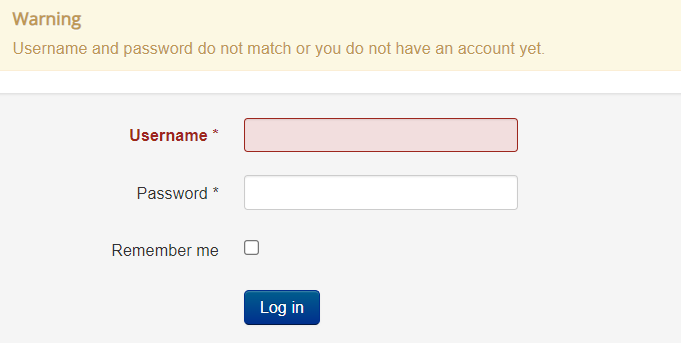 Warning
Username and password do not match or you do not have an account yet.
Username *
Password *
Remember me
Log in